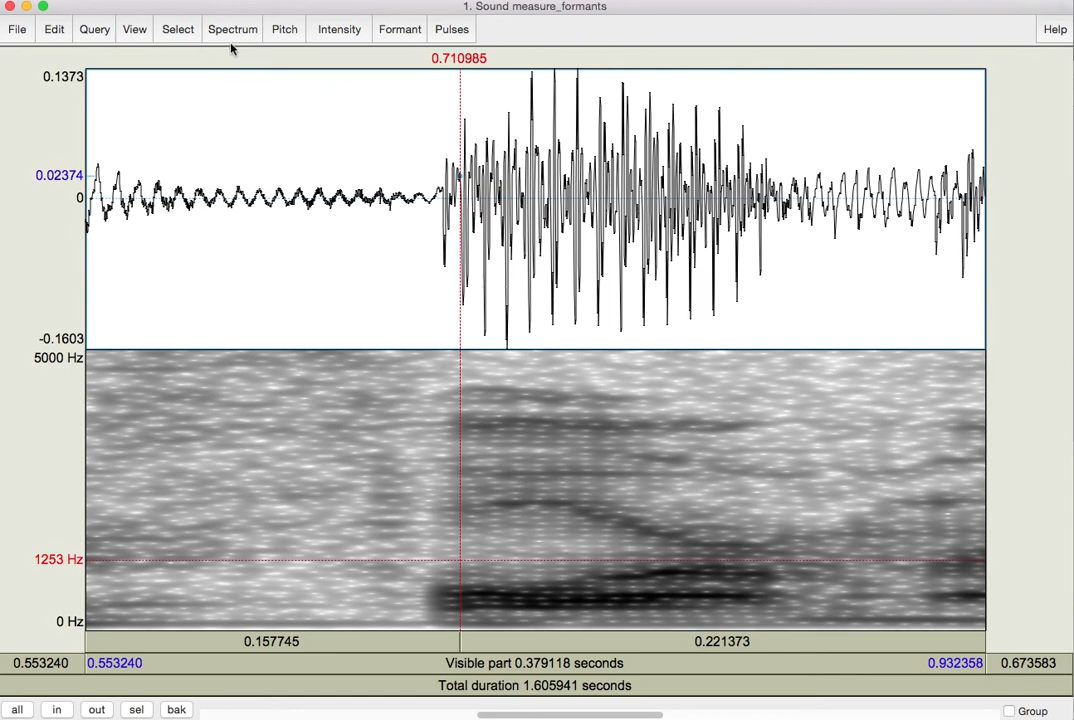 1. Sound measure_formants
File Edit Query View Select Spectrum Pitch Intensity Formant Pulses Help
0.710985
0.1373
0.02374
0
-0.1603
5000 Hz
1253 Hz
0 Hz
0.157745 0.221373
0.553240 0.553240 Visible part 0.379118 seconds 0.932358 0.673583
Total duration 1.605941 seconds
all in out sel bak Group